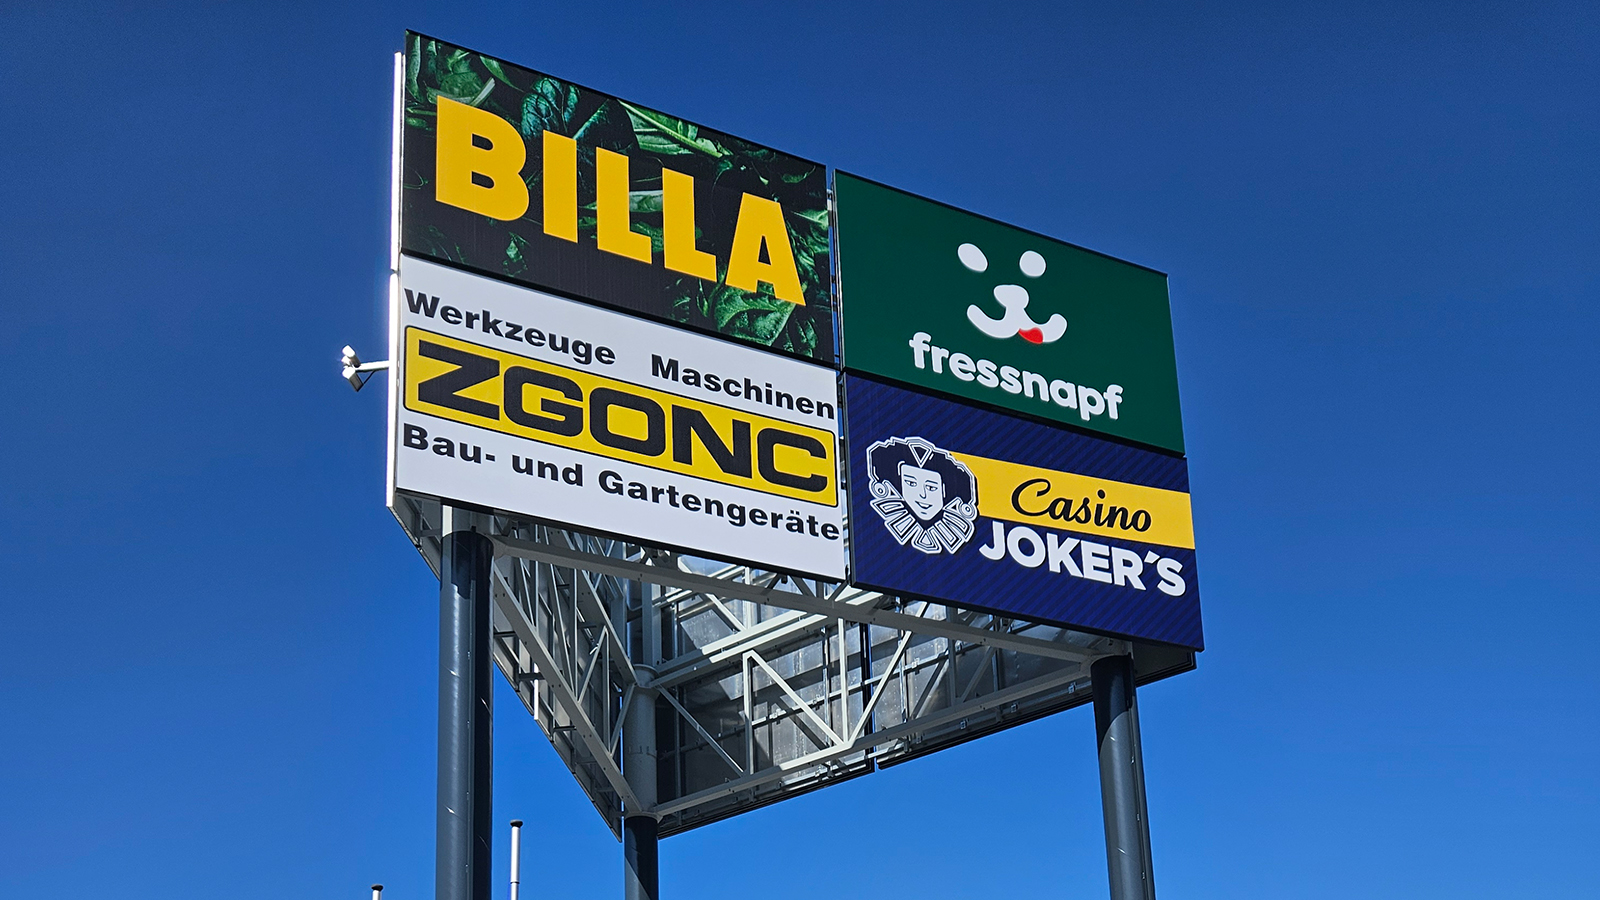 BILLA
Werkzeuge Maschinen
ZGONC
Bau- und Gartengeräte
fressnapf
Casino
JOKER´S